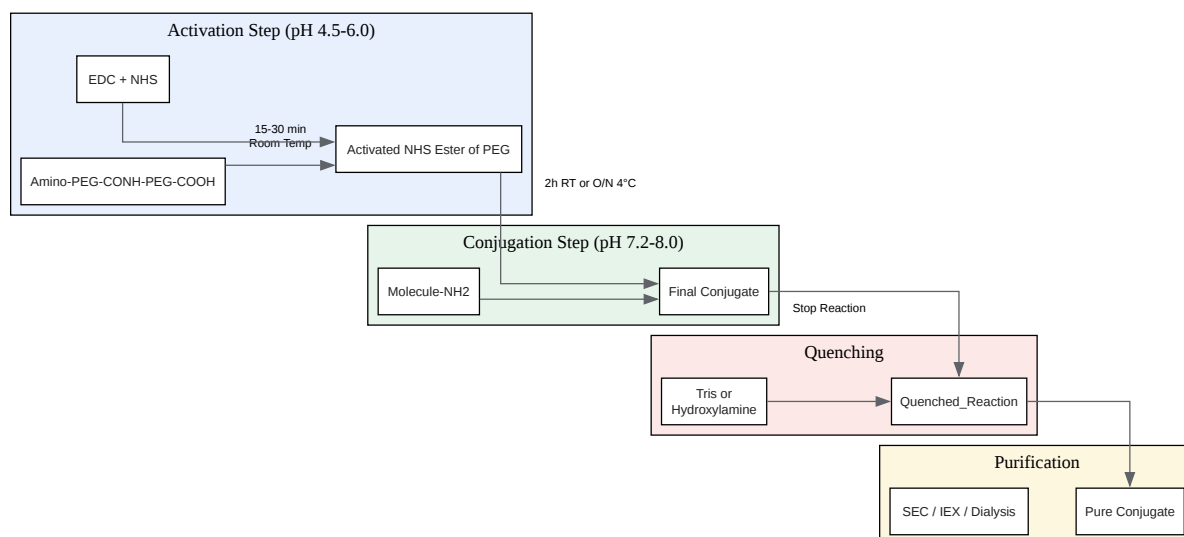 Activation Step (pH 4.5-6.0)
EDC + NHS
15-30 min
Room Temp
Activated NHS Ester of PEG
Amino-PEG-CONH-PEG-COOH
2h RT or O/N 4°C
Conjugation Step (pH 7.2-8.0)
Molecule-NH2
Final Conjugate
Stop Reaction
Quenching
Tris or
Hydroxylamine
Quenched_Reaction
Purification
SEC / IEX / Dialysis
Pure Conjugate